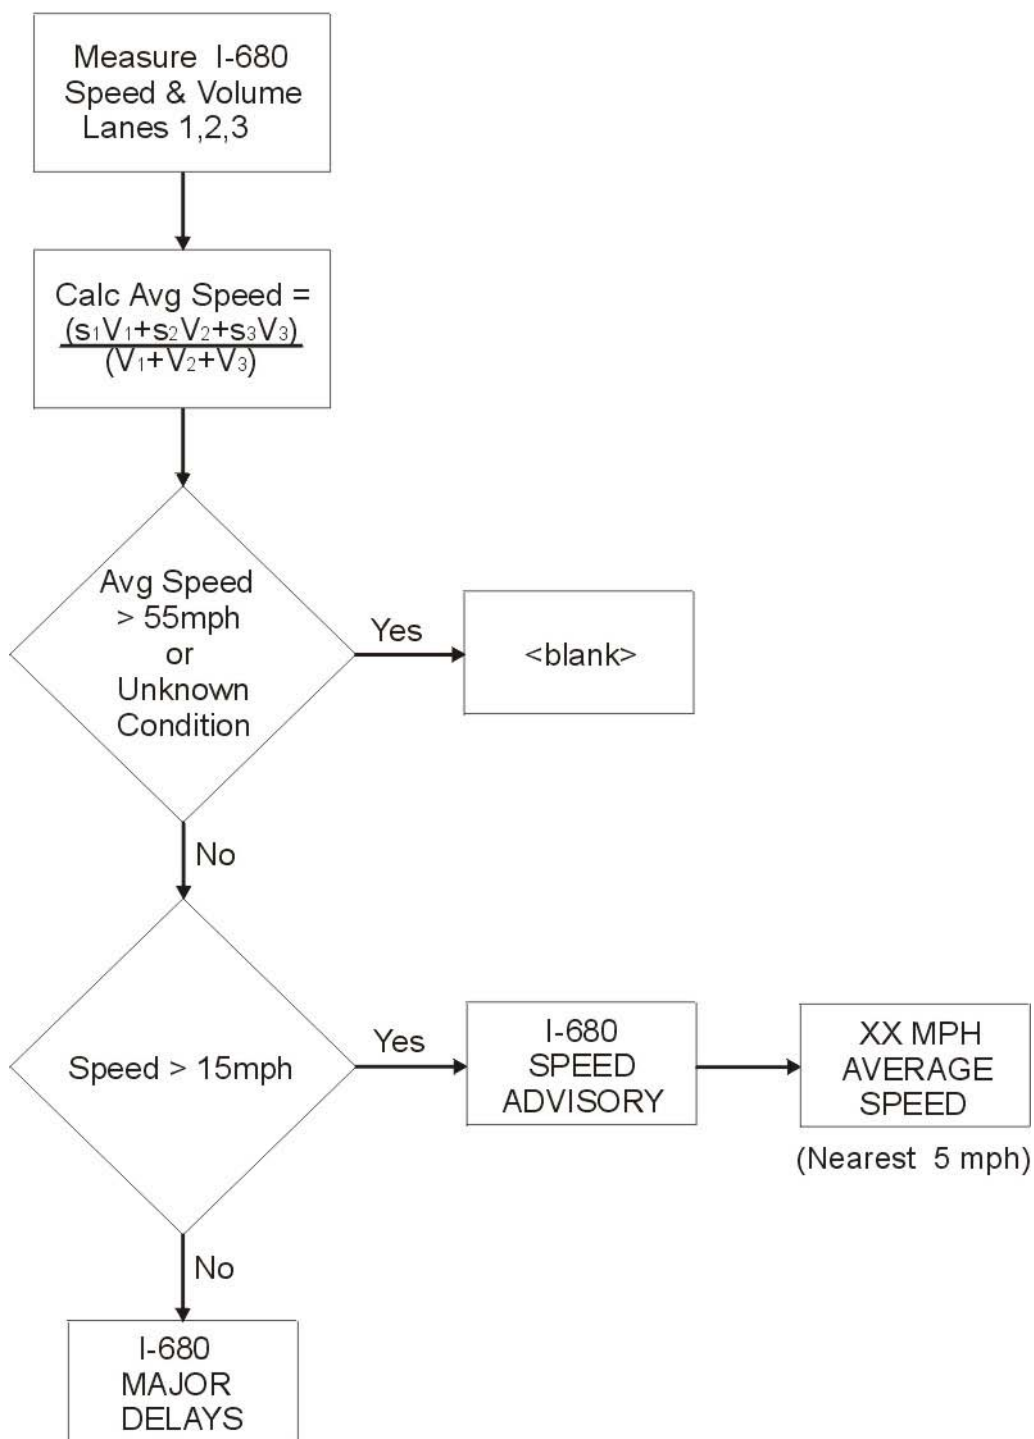 Measure I-680
Speed & Volume
Lanes 1,2,3
Calc Avg Speed =
(s₁V₁+s₂V₂+s₃V₃)
(V₁+V₂+V₃)
Avg Speed
> 55mph
or
Unknown
Condition
Yes
<blank>
No
Speed > 15mph
Yes
I-680
SPEED
ADVISORY
XX MPH
AVERAGE
SPEED
(Nearest 5 mph)
No
I-680
MAJOR
DELAYS